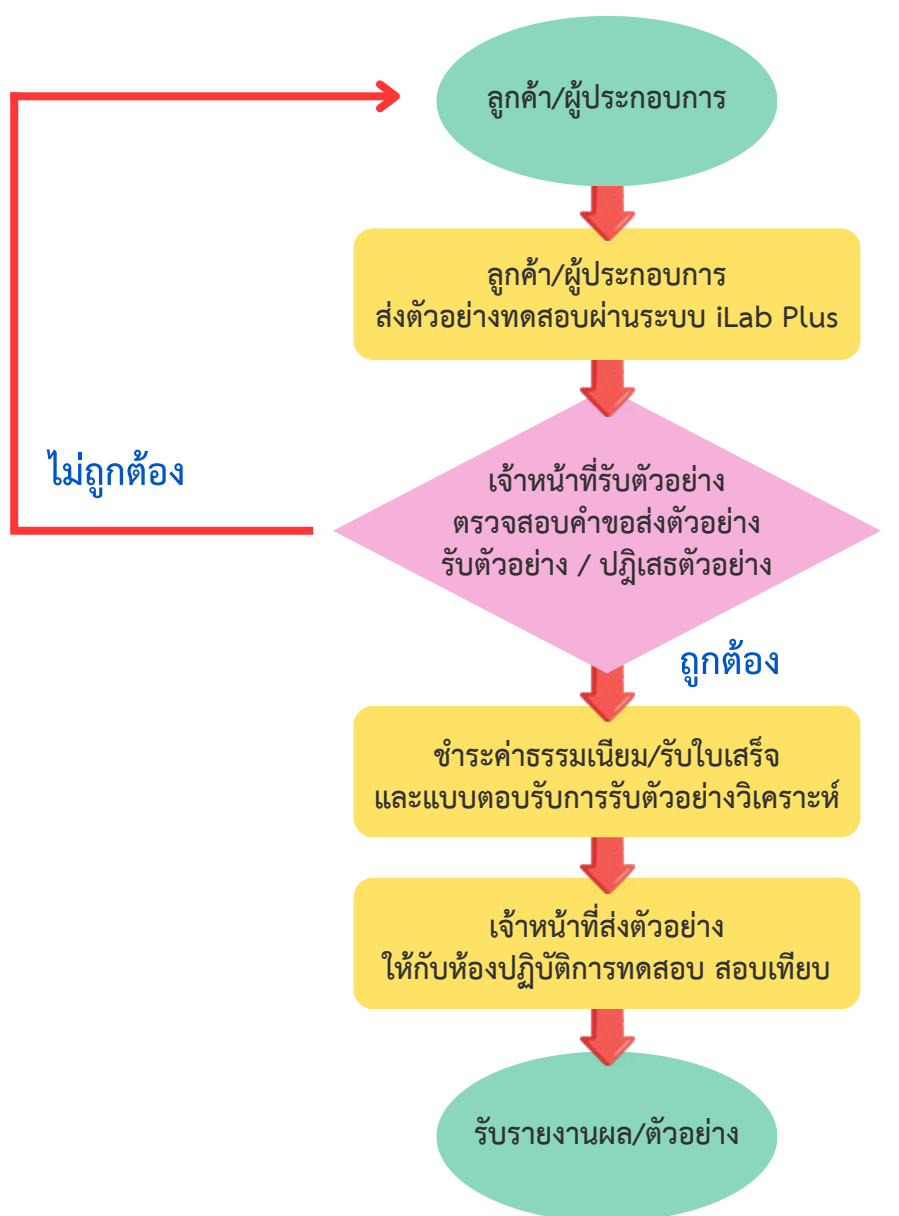 ลูกค้า/ผู้ประกอบการ
ลูกค้า/ผู้ประกอบการ
ส่งตัวอย่างทดสอบผ่านระบบ iLab Plus
ไม่ถูกต้อง
เจ้าหน้าที่รับตัวอย่าง
ตรวจสอบคำขอส่งตัวอย่าง
รับตัวอย่าง / ปฎิเสธตัวอย่าง
ถูกต้อง
ชำระค่าธรรมเนียม/รับใบเสร็จ
และแบบตอบรับการรับตัวอย่างวิเคราะห์
เจ้าหน้าที่ส่งตัวอย่าง
ให้กับห้องปฏิบัติการทดสอบ สอบเทียบ
รับรายงานผล/ตัวอย่าง